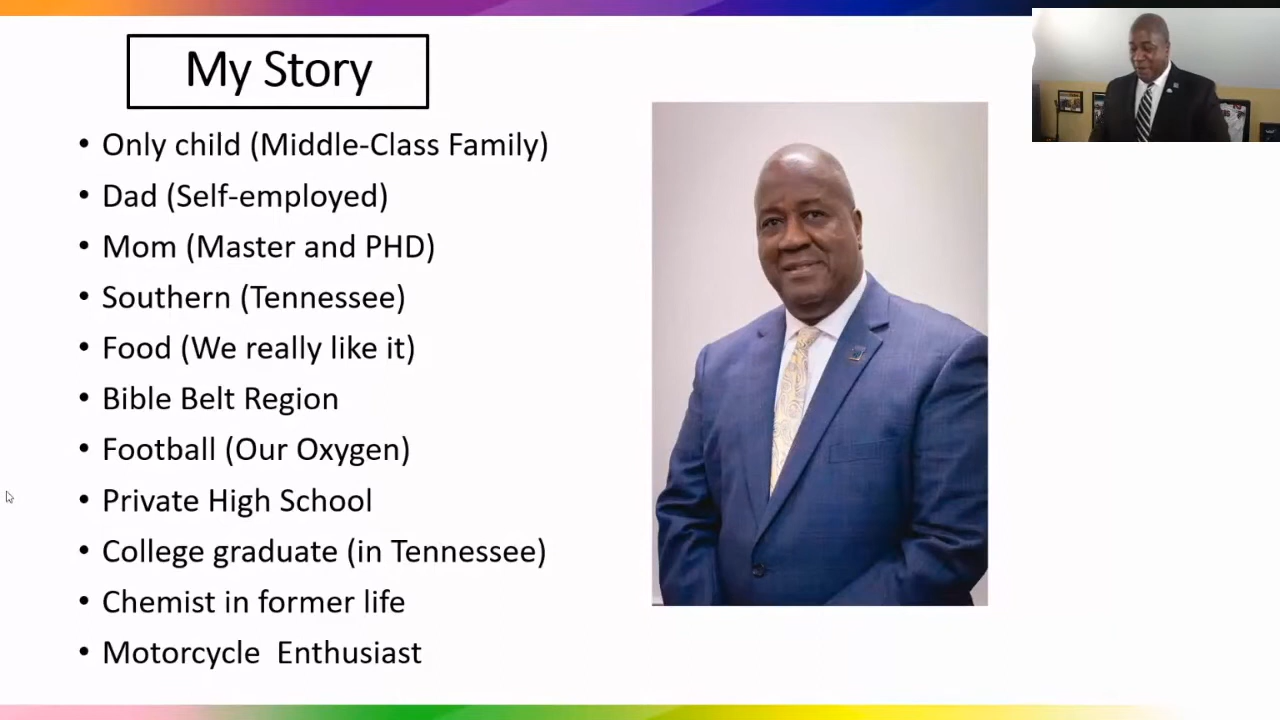 My Story
• Only child (Middle-Class Family)
• Dad (Self-employed)
• Mom (Master and PHD)
• Southern (Tennessee)
• Food (We really like it)
• Bible Belt Region
• Football (Our Oxygen)
• Private High School
• College graduate (in Tennessee)
• Chemist in former life
• Motorcycle  Enthusiast